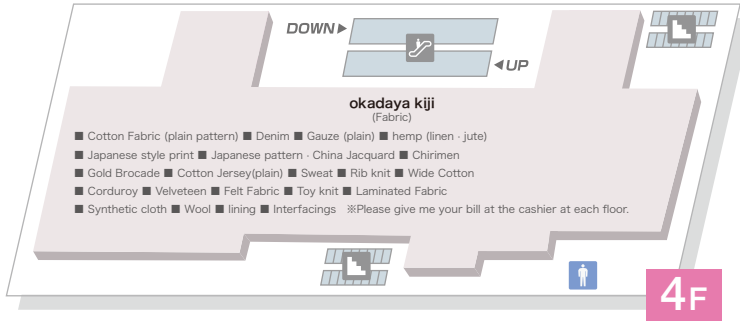 DOWN ▶
◀ UP
okadaya kiji
(Fabric)
■ Cotton Fabric (plain pattern) ■ Denim ■ Gauze (plain) ■ hemp (linen · jute)
■ Japanese style print ■ Japanese pattern · China Jacquard ■ Chirimen
■ Gold Brocade ■ Cotton Jersey(plain) ■ Sweat ■ Rib knit ■ Wide Cotton
■ Corduroy ■ Velveteen ■ Felt Fabric ■ Toy knit ■ Laminated Fabric
■ Synthetic cloth ■ Wool ■ lining ■ Interfacings ※Please give me your bill at the cashier at each floor.
4F